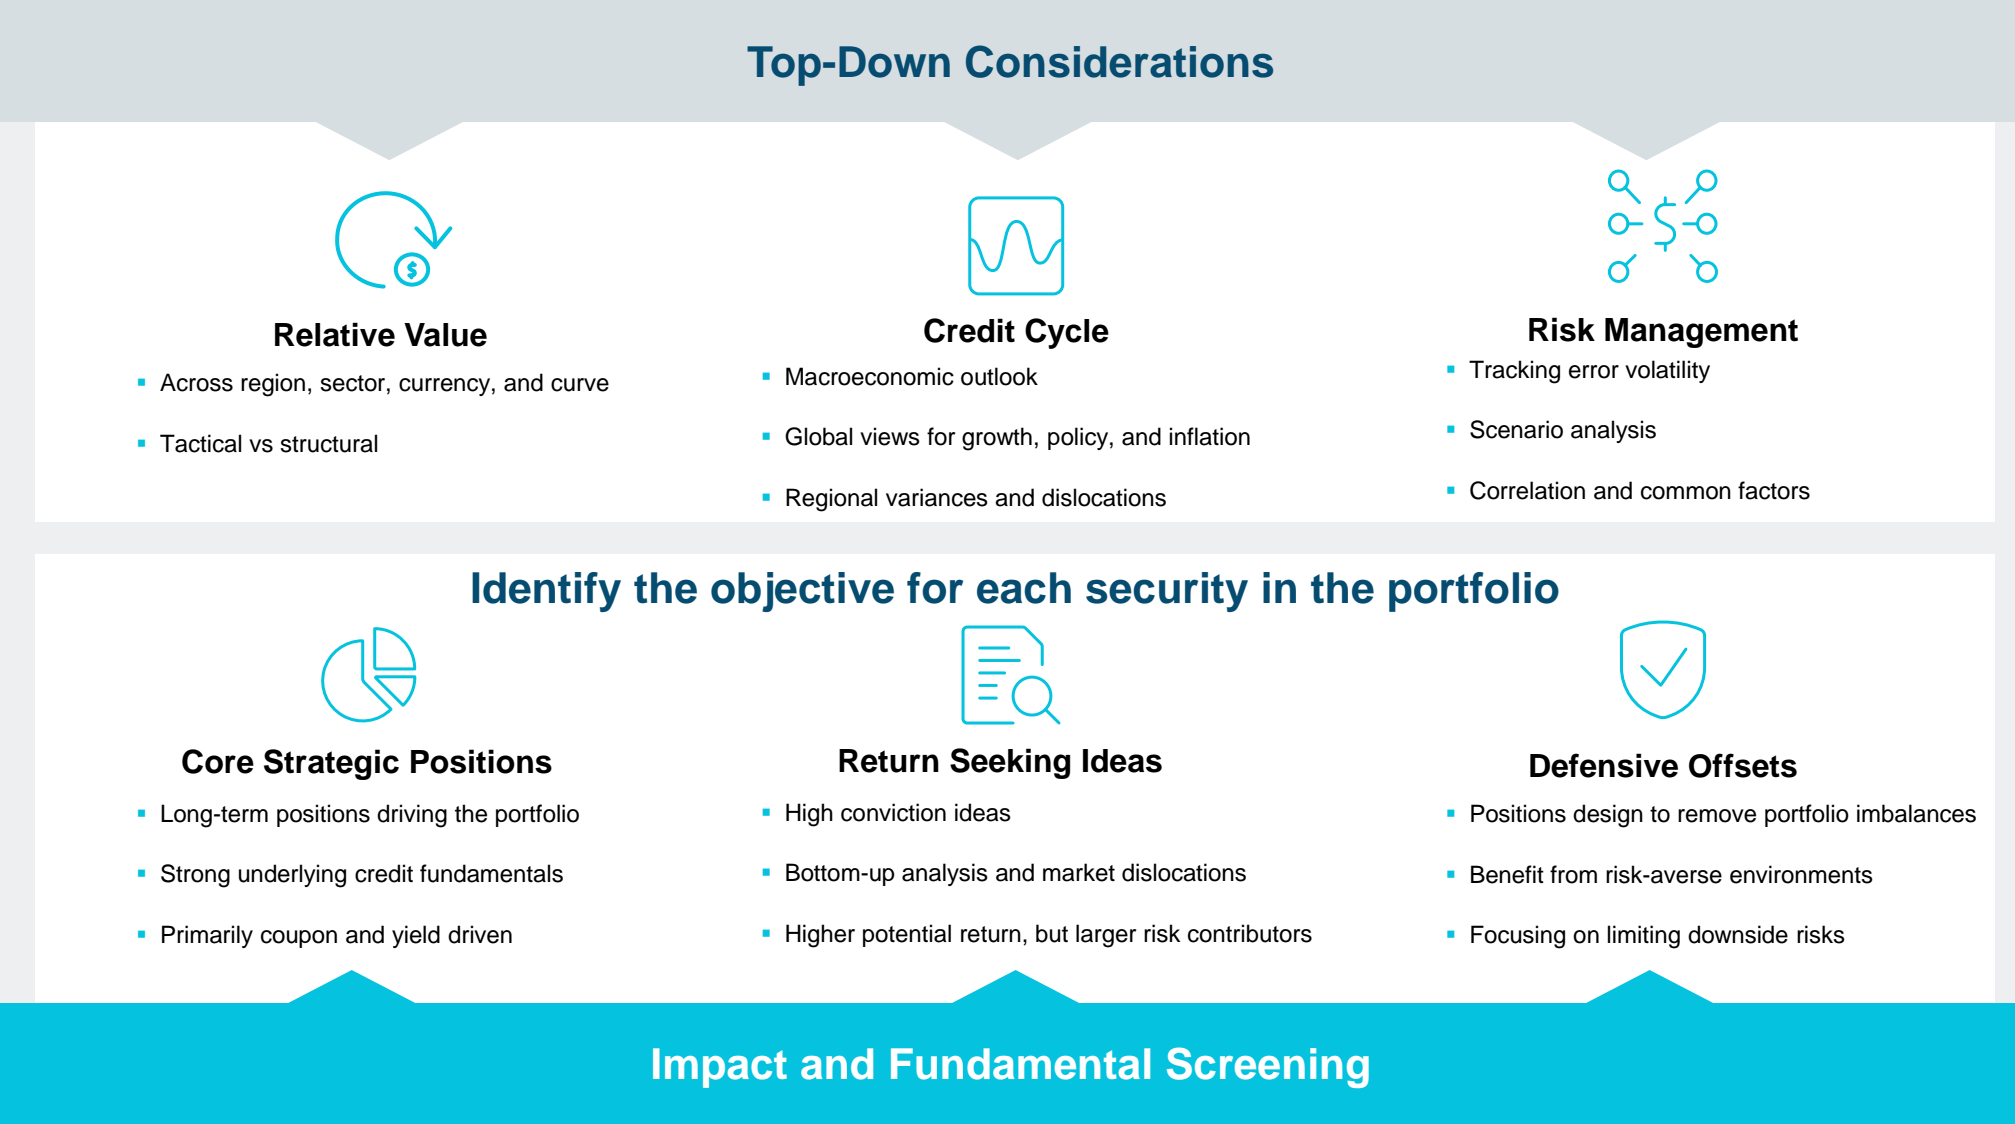 Top-Down Considerations
Relative Value
Across region, sector, currency, and curve
Tactical vs structural
Credit Cycle
Macroeconomic outlook
Global views for growth, policy, and inflation
Regional variances and dislocations
Risk Management
Tracking error volatility
Scenario analysis
Correlation and common factors
Identify the objective for each security in the portfolio
Core Strategic Positions
Long-term positions driving the portfolio
Strong underlying credit fundamentals
Primarily coupon and yield driven
Return Seeking Ideas
High conviction ideas
Bottom-up analysis and market dislocations
Higher potential return, but larger risk contributors
Defensive Offsets
Positions design to remove portfolio imbalances
Benefit from risk-averse environments
Focusing on limiting downside risks
Impact and Fundamental Screening